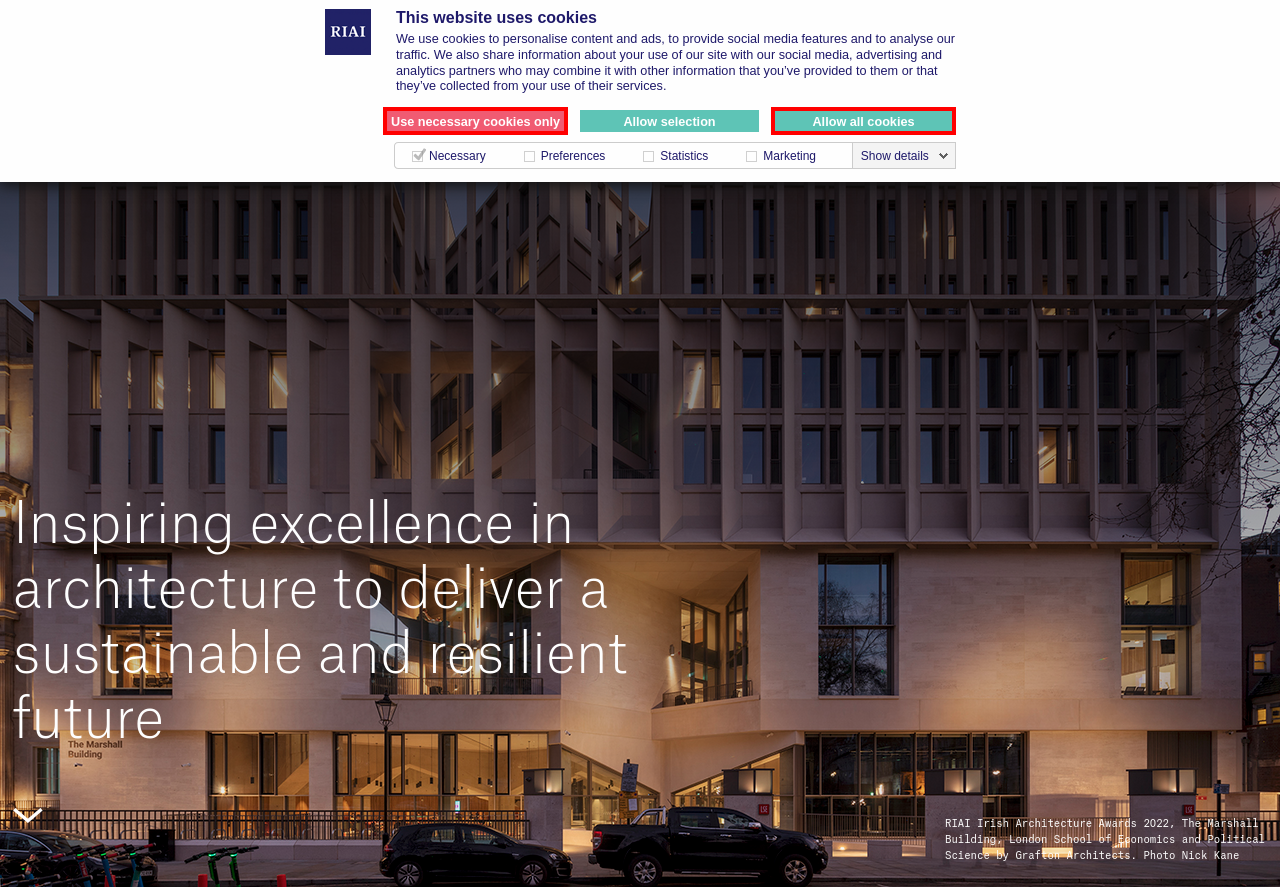 RIAI
This website uses cookies
We use cookies to personalise content and ads, to provide social media features and to analyse our
traffic. We also share information about your use of our site with our social media, advertising and
analytics partners who may combine it with other information that you’ve provided to them or that
they’ve collected from your use of their services.
Use necessary cookies only
Allow selection
Allow all cookies
Necessary
Preferences
Statistics
Marketing
Show details
Inspiring excellence in
architecture to deliver a
sustainable and resilient
future
The Marshall
Building
RIAI Irish Architecture Awards 2022, The Marshall
Building, London School of Economics and Political
Science by Grafton Architects. Photo Nick Kane